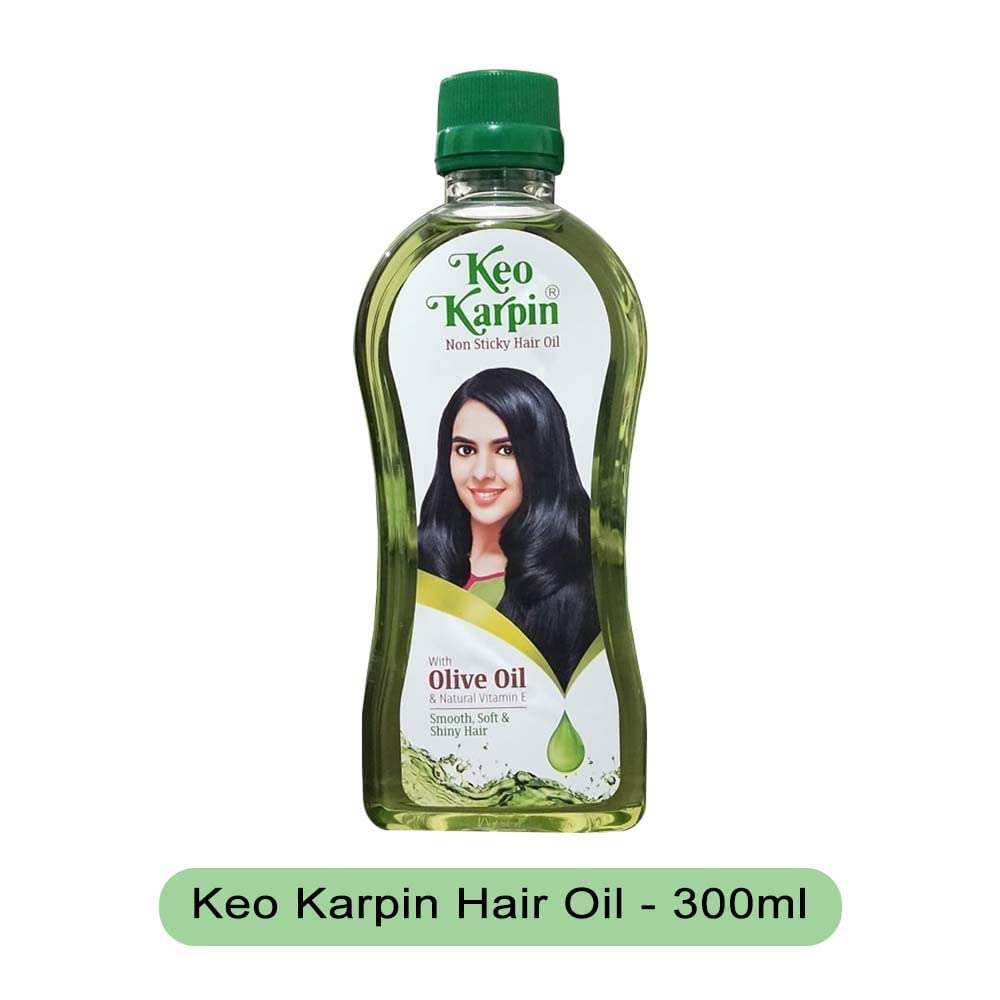 Keo
Karpin®
Non Sticky Hair Oil
With
Olive Oil
& Natural Vitamin E
Smooth, Soft &
Shiny Hair
Keo Karpin Hair Oil - 300ml